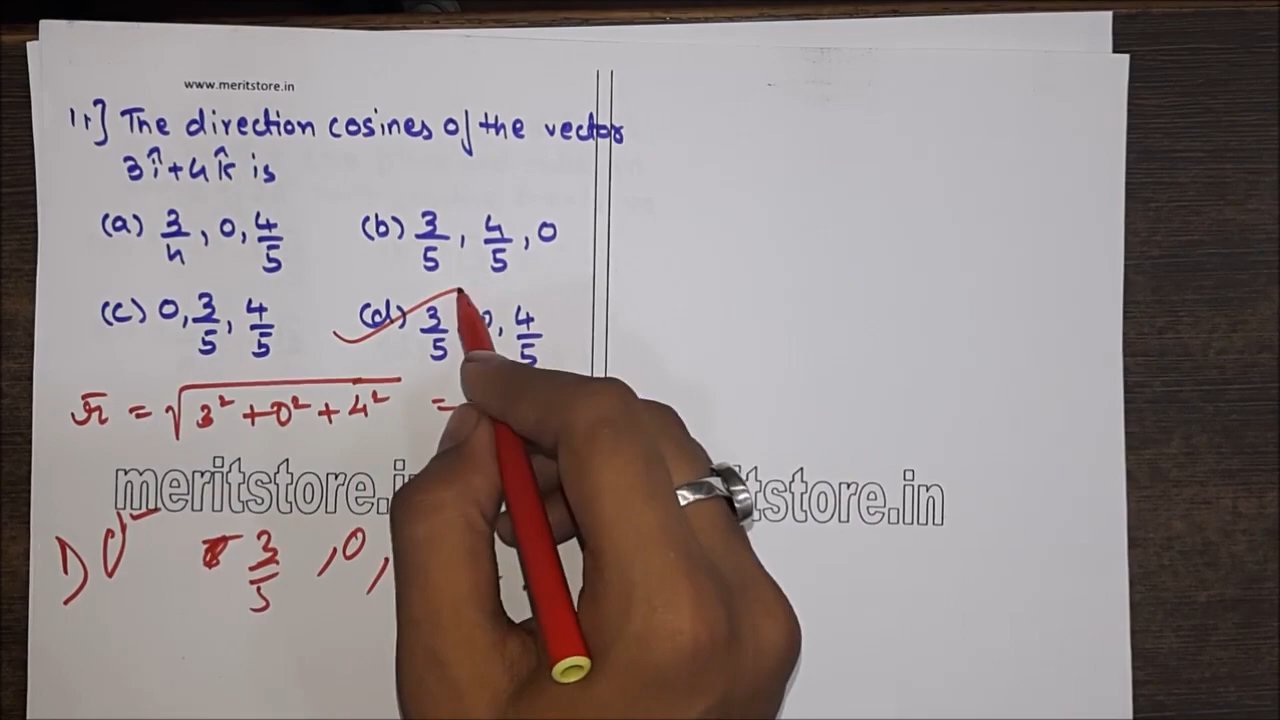 www.meritstore.in
11] The direction cosines of the vector
3î+4k̂ is
(a) 3/4, 0, 4/5 (b) 3/5, 4/5, 0
(c) 0, 3/5, 4/5 (d) 3/5, 0, 4/5
r = √3²+0²+4² =
meritstore.in
3/5, 0,